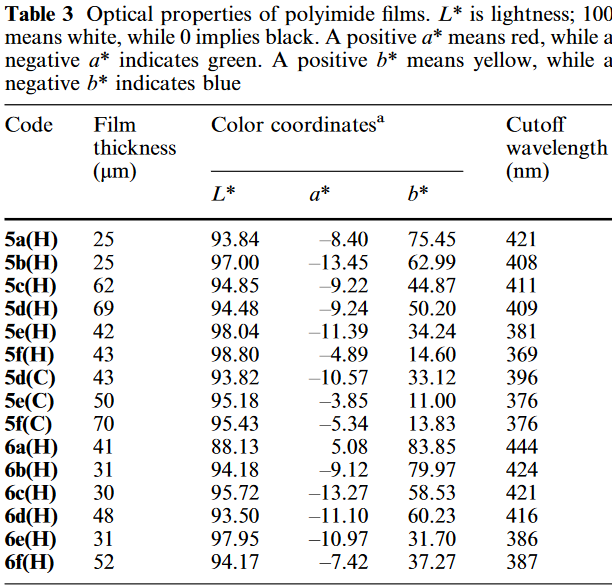 Table 3 Optical properties of polyimide films. L* is lightness; 100
means white, while 0 implies black. A positive a* means red, while a
negative a* indicates green. A positive b* means yellow, while a
negative b* indicates blue
Code Film Color coordinatesa Cutoff
thickness wavelength
(μm) (nm)
L* a* b*
5a(H) 25 93.84 –8.40 75.45 421
5b(H) 25 97.00 –13.45 62.99 408
5c(H) 62 94.85 –9.22 44.87 411
5d(H) 69 94.48 –9.24 50.20 409
5e(H) 42 98.04 –11.39 34.24 381
5f(H) 43 98.80 –4.89 14.60 369
5d(C) 43 93.82 –10.57 33.12 396
5e(C) 50 95.18 –3.85 11.00 376
5f(C) 70 95.43 –5.34 13.83 376
6a(H) 41 88.13 5.08 83.85 444
6b(H) 31 94.18 –9.12 79.97 424
6c(H) 30 95.72 –13.27 58.53 421
6d(H) 48 93.50 –11.10 60.23 416
6e(H) 31 97.95 –10.97 31.70 386
6f(H) 52 94.17 –7.42 37.27 387